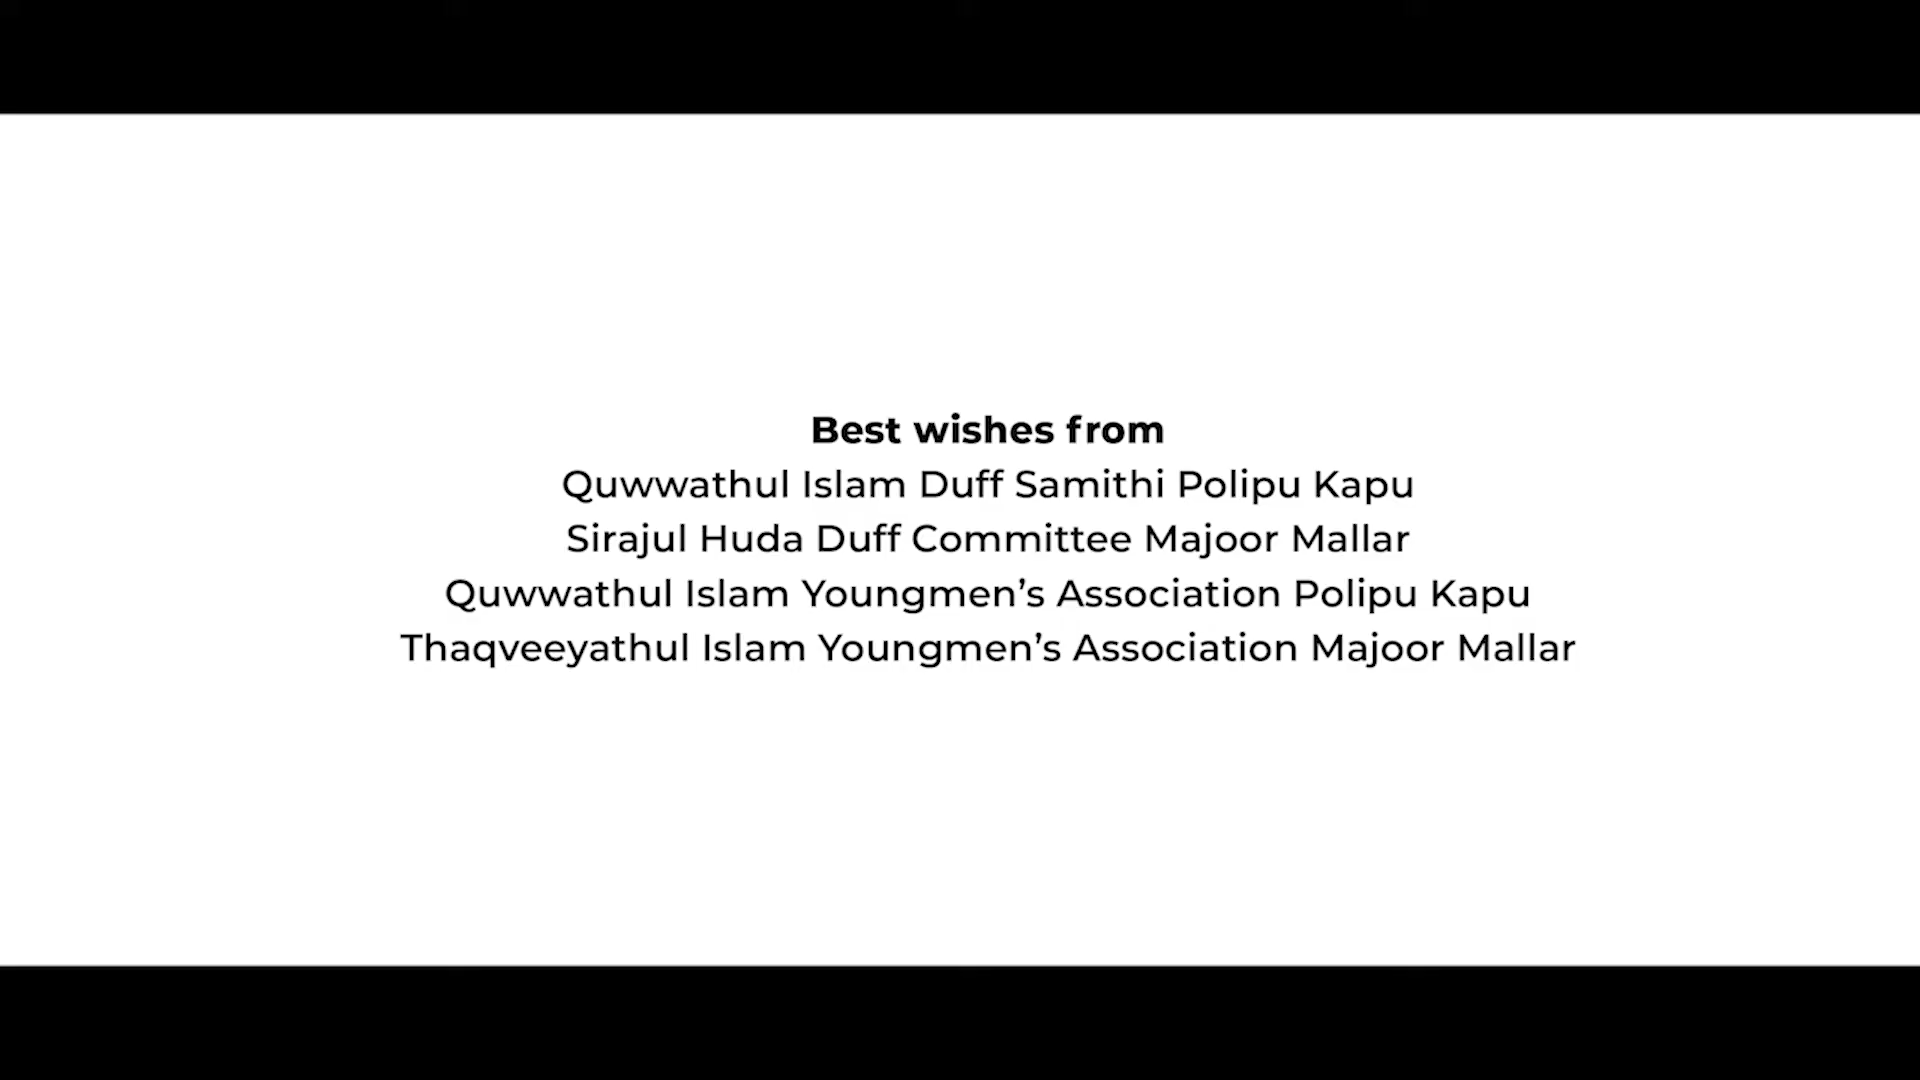 Best wishes from
Quwwathul Islam Duff Samithi Polipu Kapu
Sirajul Huda Duff Committee Majoor Mallar
Quwwathul Islam Youngmen’s Association Polipu Kapu
Thaqveeyathul Islam Youngmen’s Association Majoor Mallar